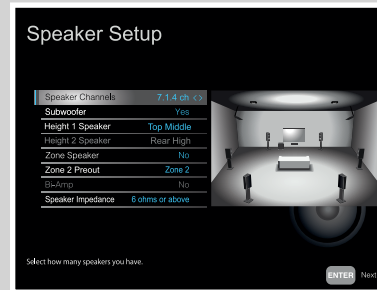 Speaker Setup
Speaker Channels 7.1.4 ch <>
Subwoofer Yes
Height 1 Speaker Top Middle
Height 2 Speaker Rear High
Zone Speaker No
Zone 2 Preout Zone 2
Bi-Amp No
Speaker Impedance 6 ohms or above
Select how many speakers you have.
ENTER Next